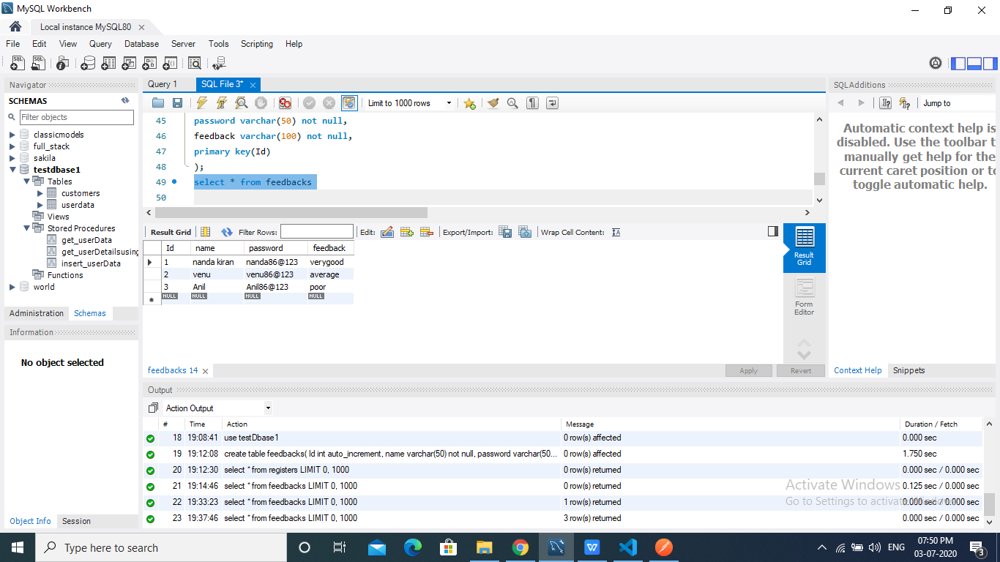 MySQL Workbench
Local instance MySQL80
File Edit View Query Database Server Tools Scripting Help
Navigator
SCHEMAS
Filter objects
classicmodels
full_stack
sakila
testdbase1
Tables
customers
userdata
Views
Stored Procedures
get_userData
get_userDetailsusing
insert_userData
Functions
world
Administration Schemas
Information
No object selected
Object Info Session
Query 1 SQL File 3*
Limit to 1000 rows
45 password varchar(50) not null,
46 feedback varchar(100) not null,
47 primary key(Id)
48 );
49 select * from feedbacks
50
Result Grid Filter Rows: Edit: Export/Import: Wrap Cell Content:
Id name password feedback
1 nanda kiran nanda86@123 verygood
2 venu venu86@123 average
3 Anil Anil86@123 poor
NULL NULL NULL NULL
Result
Grid
Form
Editor
feedbacks 14 Apply Revert
SQLAdditions
Jump to
Automatic context help is
disabled. Use the toolbar t
manually get help for the
current caret position or to
toggle automatic help.
Context Help Snippets
Output
Action Output
# Time Action Message Duration / Fetch
18 19:08:41 use testDbase1 0 row(s) affected 0.000 sec
19 19:12:08 create table feedbacks( Id int auto_increment, name varchar(50) not null, password varchar(50... 0 row(s) affected 1.750 sec
20 19:12:30 select * from registers LIMIT 0, 1000 0 row(s) returned 0.000 sec / 0.000 sec
21 19:14:46 select * from feedbacks LIMIT 0, 1000 0 row(s) returned 0.125 sec / 0.000 sec
22 19:33:23 select * from feedbacks LIMIT 0, 1000 1 row(s) returned 0.000 sec / 0.000 sec
23 19:37:46 select * from feedbacks LIMIT 0, 1000 3 row(s) returned 0.000 sec / 0.000 sec
Activate Windows
Go to Settings to activate Windows.
Type here to search
ENG
07:50 PM
03-07-2020
3